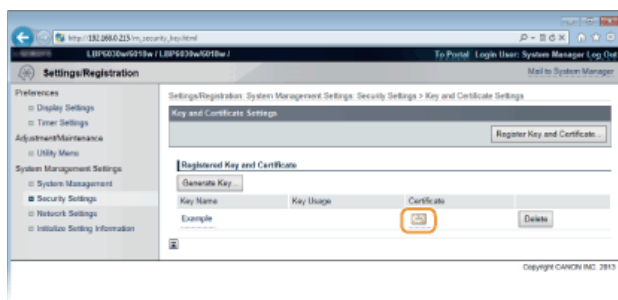 http://192.168.0.215/m_security_key.html
LBP6030w/6018w / LBP6030w/6018w /
To Portal Login User: System Manager Log Out
Settings/Registration
Mail to System Manager
Preferences
Display Settings
Timer Settings
Adjustment/Maintenance
Utility Menu
System Management Settings
System Management
Security Settings
Network Settings
Initialize Setting Information
Settings/Registration: System Management Settings: Security Settings > Key and Certificate Settings
Key and Certificate Settings
Register Key and Certificate...
Registered Key and Certificate
Generate Key...
Key Name Key Usage Certificate
Example Delete
Copyright CANON INC. 2013